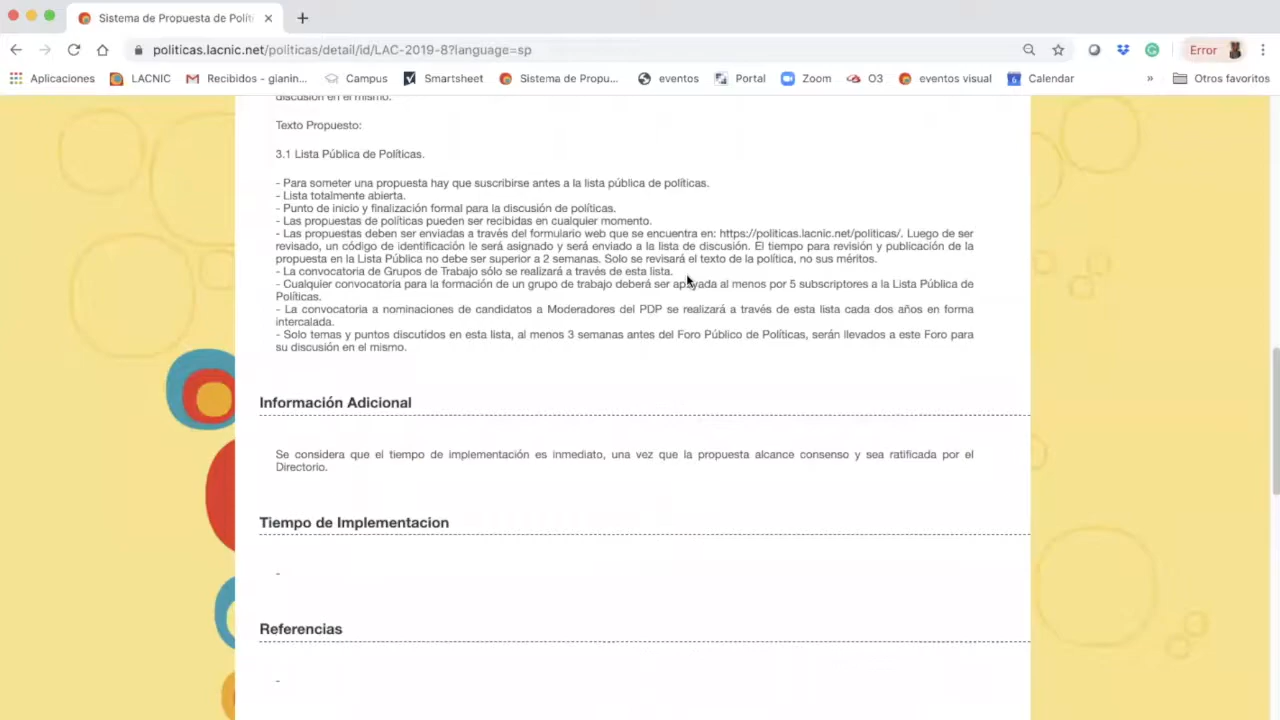 Sistema de Propuesta de Polít
politicas.lacnic.net/politicas/detail/id/LAC-2019-8?language=sp
Error
Aplicaciones LACNIC Recibidos - gianin... Campus Smartsheet Sistema de Propu... eventos Portal Zoom O3 eventos visual Calendar » Otros favoritos
discusión en el mismo.
Texto Propuesto:
3.1 Lista Pública de Políticas.
- Para someter una propuesta hay que suscribirse antes a la lista pública de políticas.
- Lista totalmente abierta.
- Punto de inicio y finalización formal para la discusión de políticas.
- Las propuestas de políticas pueden ser recibidas en cualquier momento.
- Las propuestas deben ser enviadas a través del formulario web que se encuentra en: https://politicas.lacnic.net/politicas/. Luego de ser
revisado, un código de identificación le será asignado y será enviado a la lista de discusión. El tiempo para revisión y publicación de la
propuesta en la Lista Pública no debe ser superior a 2 semanas. Solo se revisará el texto de la política, no sus méritos.
- La convocatoria de Grupos de Trabajo sólo se realizará a través de esta lista.
- Cualquier convocatoria para la formación de un grupo de trabajo deberá ser apoyada al menos por 5 subscriptores a la Lista Pública de
Políticas.
- La convocatoria a nominaciones de candidatos a Moderadores del PDP se realizará a través de esta lista cada dos años en forma
intercalada.
- Solo temas y puntos discutidos en esta lista, al menos 3 semanas antes del Foro Público de Políticas, serán llevados a este Foro para
su discusión en el mismo.
Información Adicional
Se considera que el tiempo de implementación es inmediato, una vez que la propuesta alcance consenso y sea ratificada por el
Directorio.
Tiempo de Implementacion
-
Referencias
-